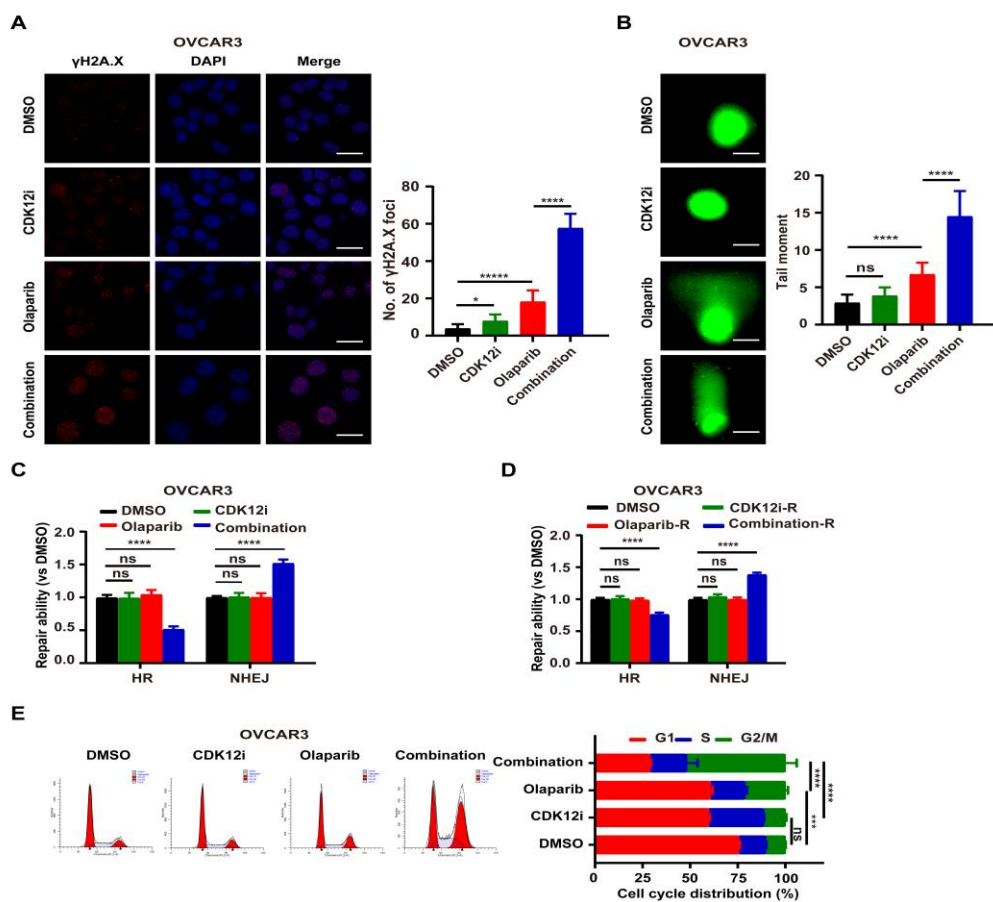 A
OVCAR3
γH2A.X DAPI Merge
DMSO
CDK12i
Olaparib
Combination
No. of γH2A.X foci
80
60
40
20
0
*
*****
****
DMSO
CDK12i
Olaparib
Combination
B
OVCAR3
DMSO
CDK12i
Olaparib
Combination
Tail moment
20
15
10
5
0
ns
****
****
DMSO
CDK12i
Olaparib
Combination
C
OVCAR3
DMSO CDK12i
Olaparib Combination
Repair ability (vs DMSO)
2.0
1.5
1.0
0.5
0.0
****
ns
ns
****
ns
ns
HR NHEJ
D
OVCAR3
DMSO CDK12i-R
Olaparib-R Combination-R
Repair ability (vs DMSO)
2.0
1.5
1.0
0.5
0.0
****
ns
ns
****
ns
ns
HR NHEJ
E
OVCAR3
DMSO CDK12i Olaparib Combination
G1 S G2/M
Combination
Olaparib
CDK12i
DMSO
****
****
***
ns
0 25 50 75 100
Cell cycle distribution (%)